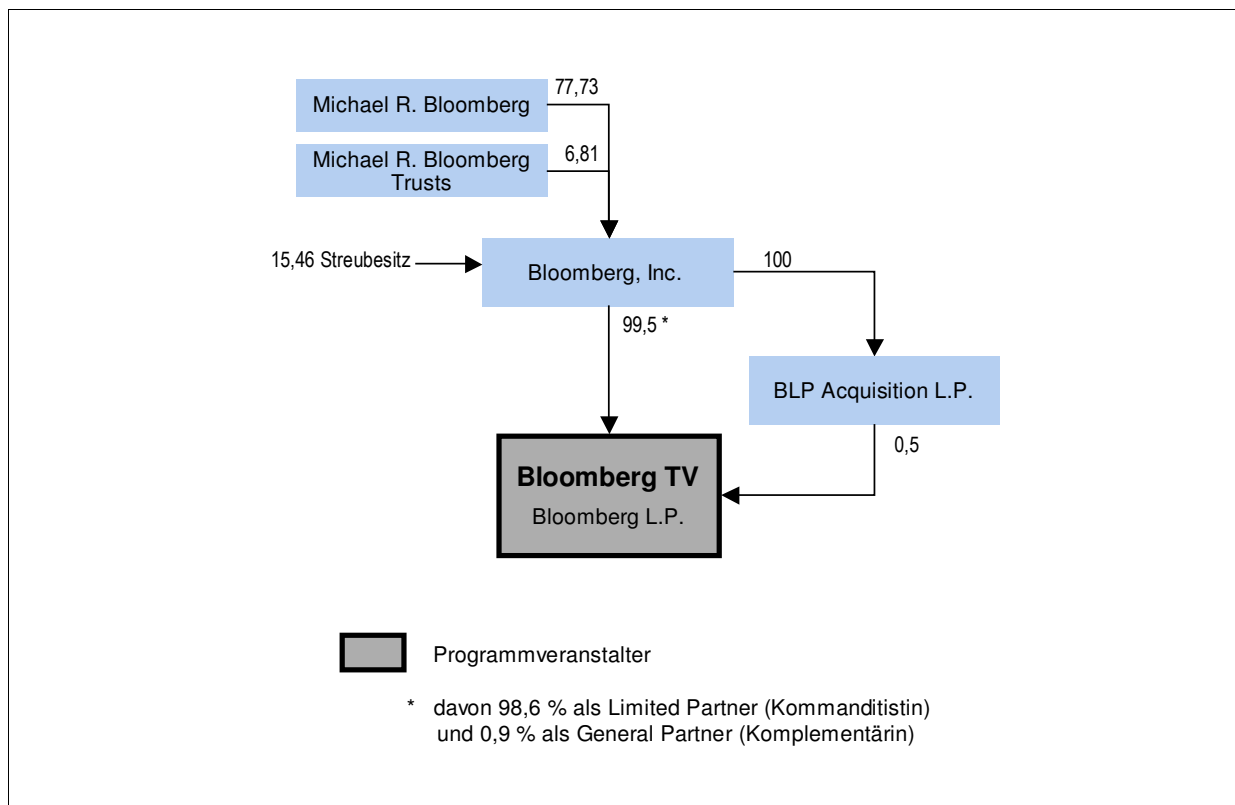 77,73
Michael R. Bloomberg
6,81
Michael R. Bloomberg
Trusts
15,46 Streubesitz
Bloomberg, Inc.
100
99,5 *
BLP Acquisition L.P.
0,5
Bloomberg TV
Bloomberg L.P.
Programmveranstalter
* davon 98,6 % als Limited Partner (Kommanditistin)
und 0,9 % als General Partner (Komplementärin)